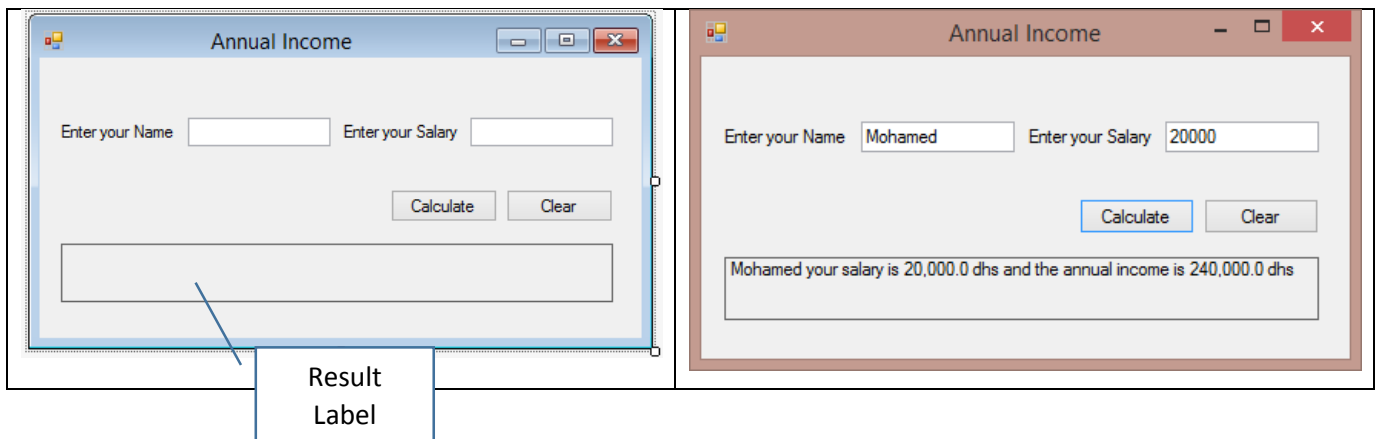 Annual Income
Enter your Name
Enter your Salary
Calculate
Clear
Result
Label
Annual Income
Enter your Name Mohamed
Enter your Salary 20000
Calculate
Clear
Mohamed your salary is 20,000.0 dhs and the annual income is 240,000.0 dhs